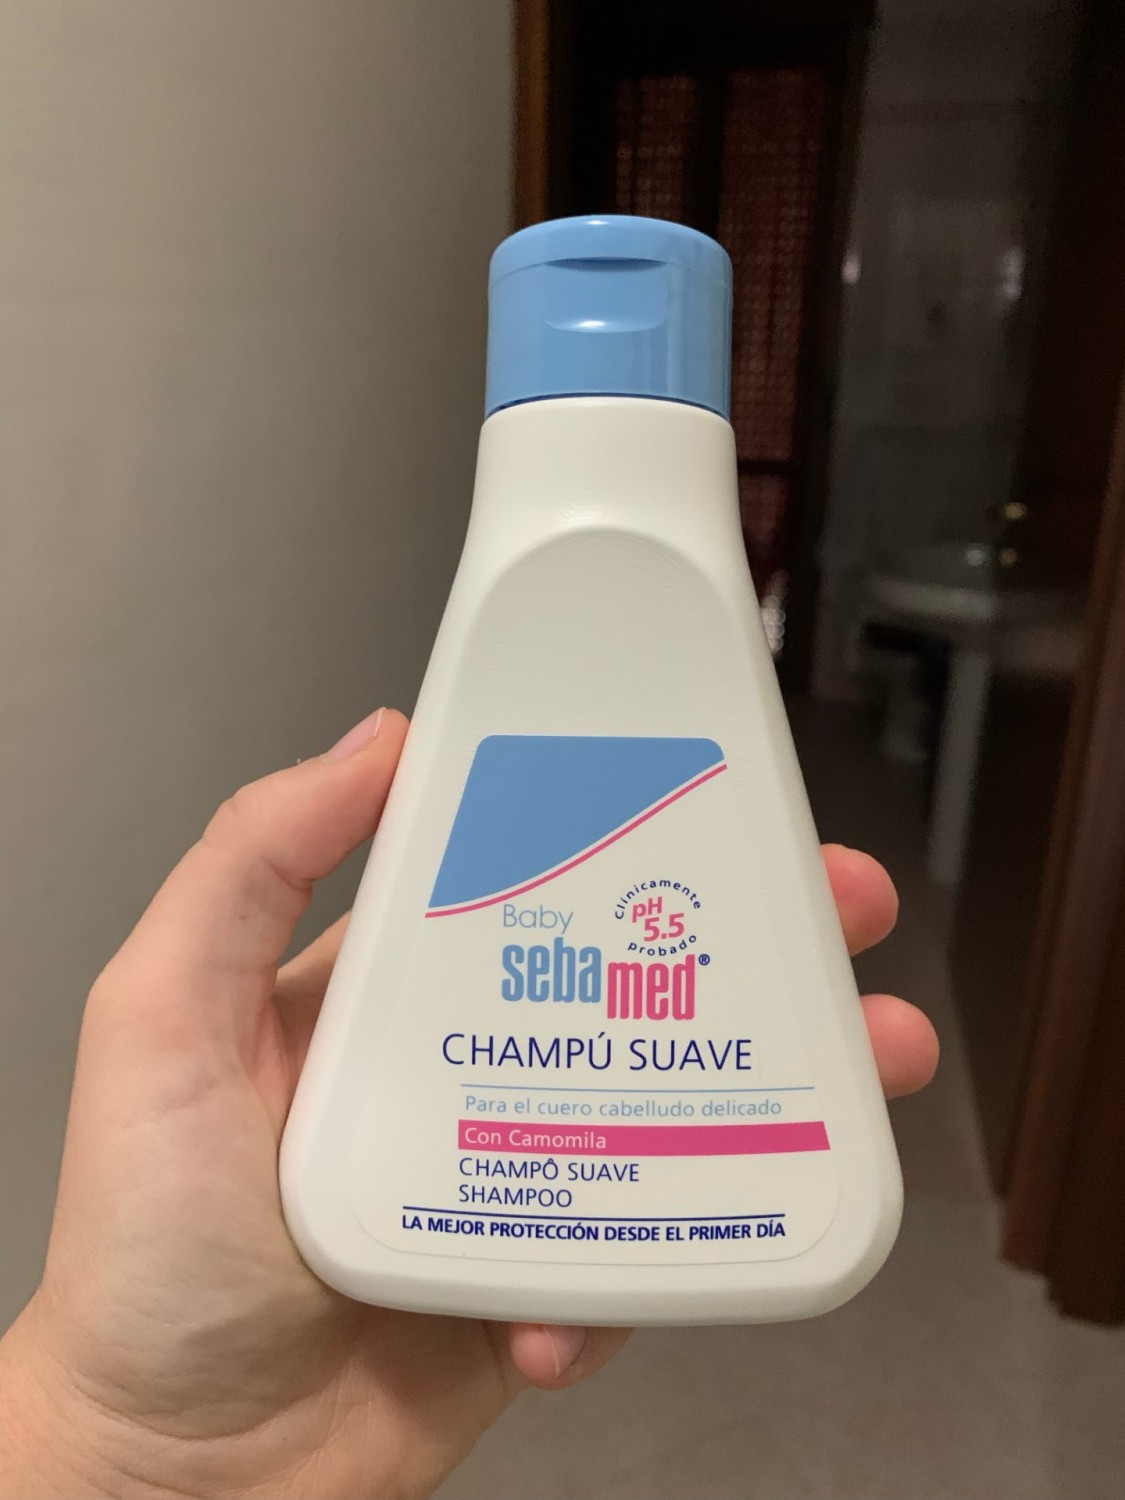 Baby
Clínicamente
pH
5.5
probado
sebamed®
CHAMPÚ SUAVE
Para el cuero cabelludo delicado
Con Camomila
CHAMPÔ SUAVE
SHAMPOO
LA MEJOR PROTECCIÓN DESDE EL PRIMER DÍA